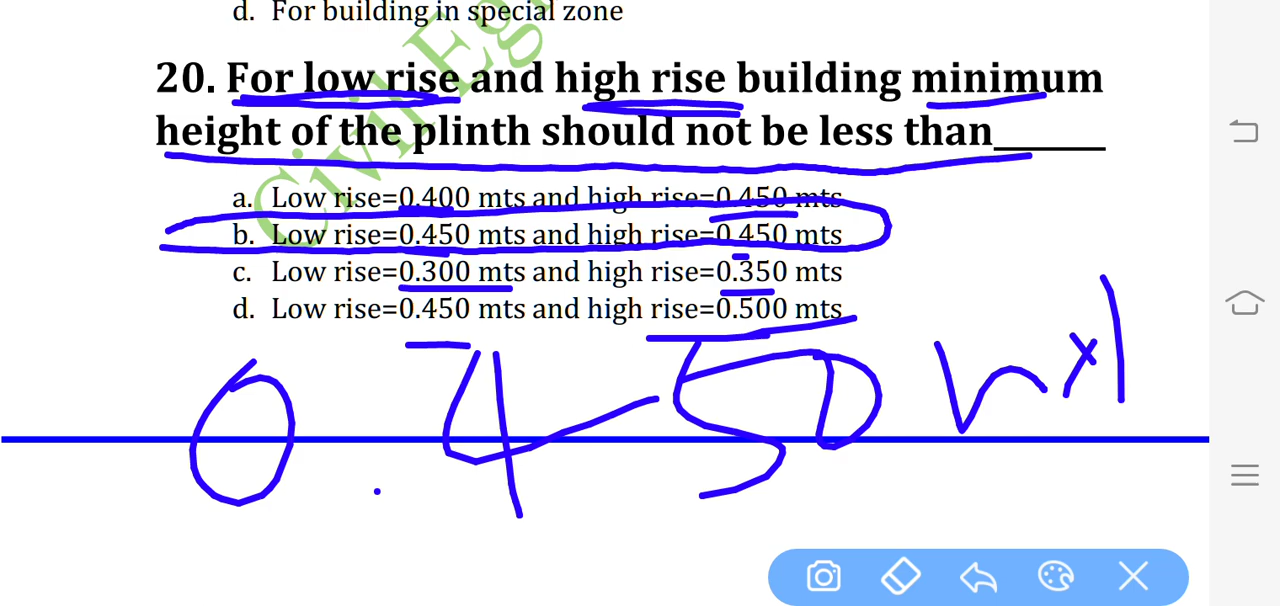 d. For building in special zone
20. For low rise and high rise building minimum
height of the plinth should not be less than______
a. Low rise=0.400 mts and high rise=0.450 mts
b. Low rise=0.450 mts and high rise=0.450 mts
c. Low rise=0.300 mts and high rise=0.350 mts
d. Low rise=0.450 mts and high rise=0.500 mts
0.450